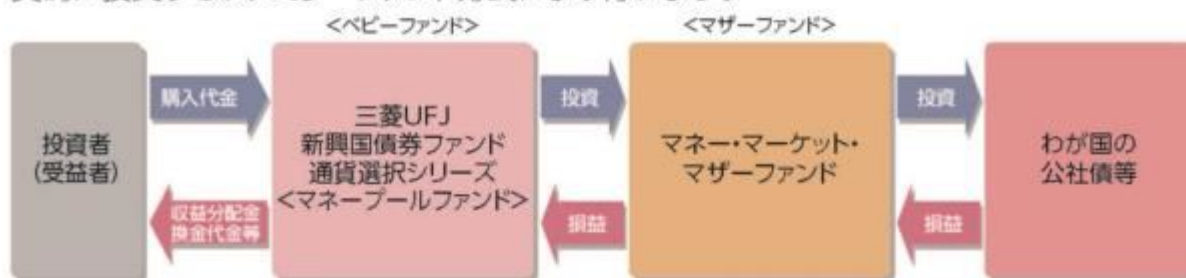 <ベビーファンド>
<マザーファンド>
投資者
(受益者)
購入代金
収益分配金
換金代金等
三菱UFJ
新興国債券ファンド
通貨選択シリーズ
<マネープールファンド>
投資
損益
マネー・マーケット・
マザーファンド
投資
損益
わが国の
公社債等